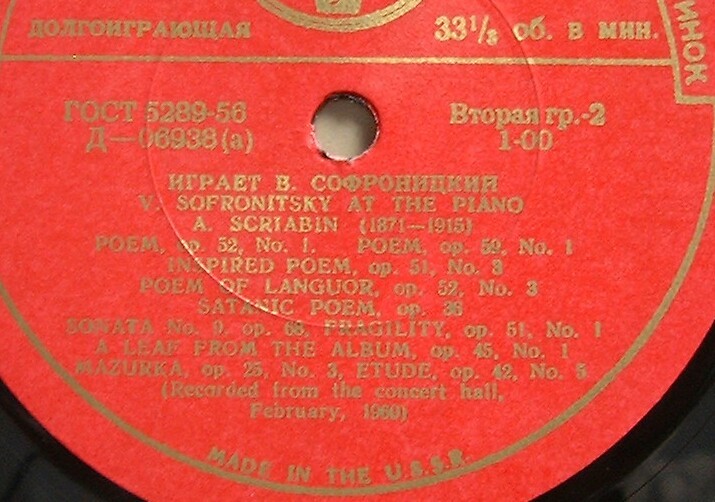 ДОЛГОИГРАЮЩАЯ 33⅓ об. в мин.
ИНОК
ГОСТ 5289-56 Вторая гр.-2
Д—06938(а) 1-00
ИГРАЕТ В. СОФРОНИЦКИЙ
V. SOFRONITSKY AT THE PIANO
A. SCRIABIN (1871—1915)
POEM, op. 52, No. 1. POEM, op. 59, No. 1
INSPIRED POEM, op. 51, No. 3
POEM OF LANGUOR, op. 52, No. 3
SATANIC POEM, op. 36
SONATA No. 9, op. 68, FRAGILITY, op. 51, No. 1
A LEAF FROM THE ALBUM, op. 45, No. 1
MAZURKA, op. 25, No. 3, ETUDE, op. 42, No. 5
(Recorded from the concert hall,
February, 1960)
MADE IN THE U.S.S.R.